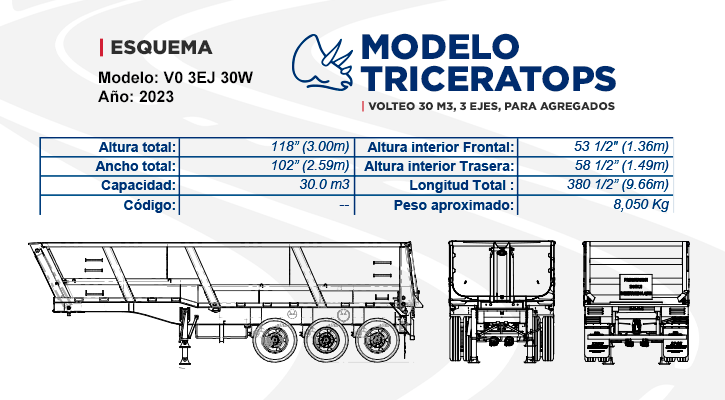 ESQUEMA
Modelo: V0 3EJ 30W
Año: 2023
MODELO
TRICERATOPS
VOLTEO 30 M3, 3 EJES, PARA AGREGADOS
Altura total: 118” (3.00m) Altura interior Frontal: 53 1/2" (1.36m)
Ancho total: 102” (2.59m) Altura interior Trasera: 58 1/2” (1.49m)
Capacidad: 30.0 m3 Longitud Total : 380 1/2” (9.66m)
Código: -- Peso aproximado: 8,050 Kg